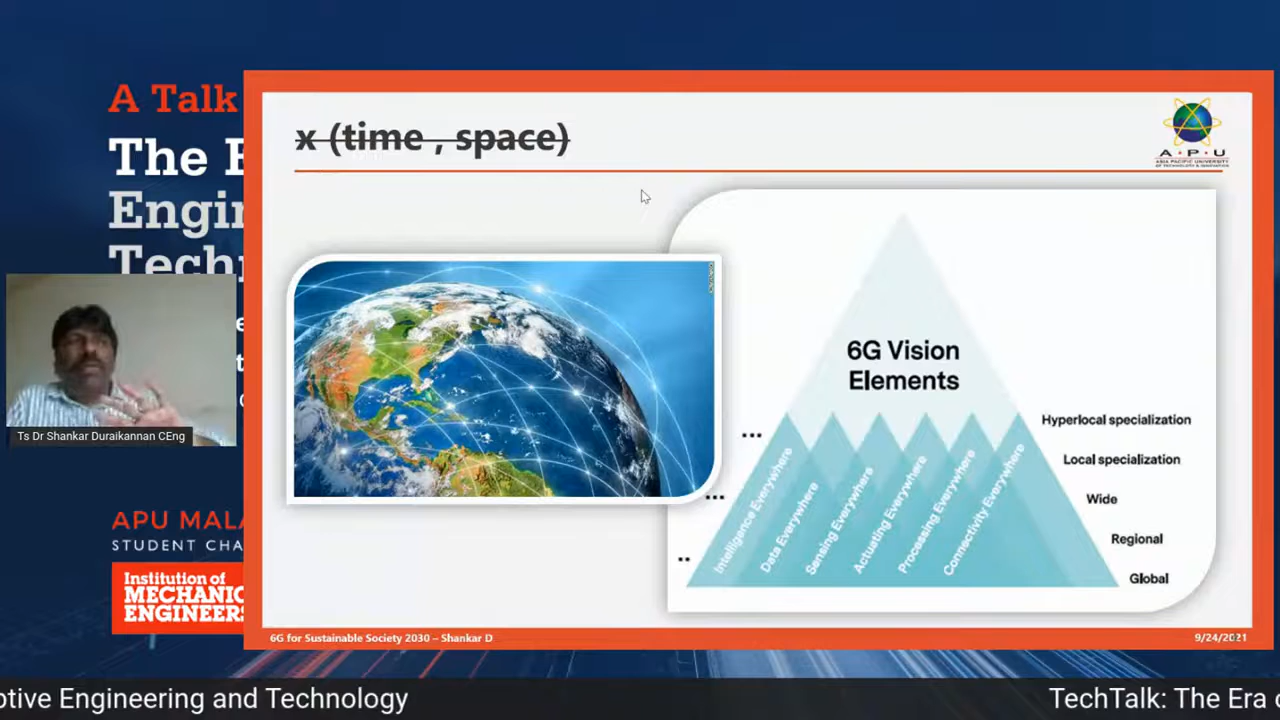 A Talk
The E
Engin
Techn
APU MALA
STUDENT CHA
Institution of
MECHANIC
ENGINEERS
Ts Dr Shankar Duraikannan CEng
x (time , space)
A · P · U
ASIA PACIFIC UNIVERSITY
OF TECHNOLOGY & INNOVATION
6G Vision
Elements
Hyperlocal specialization
Local specialization
Wide
Regional
Global
Intelligence Everywhere
Data Everywhere
Sensing Everywhere
Actuating Everywhere
Processing Everywhere
Connectivity Everywhere
6G for Sustainable Society 2030 – Shankar D
9/24/2021
ptive Engineering and Technology
TechTalk: The Era o